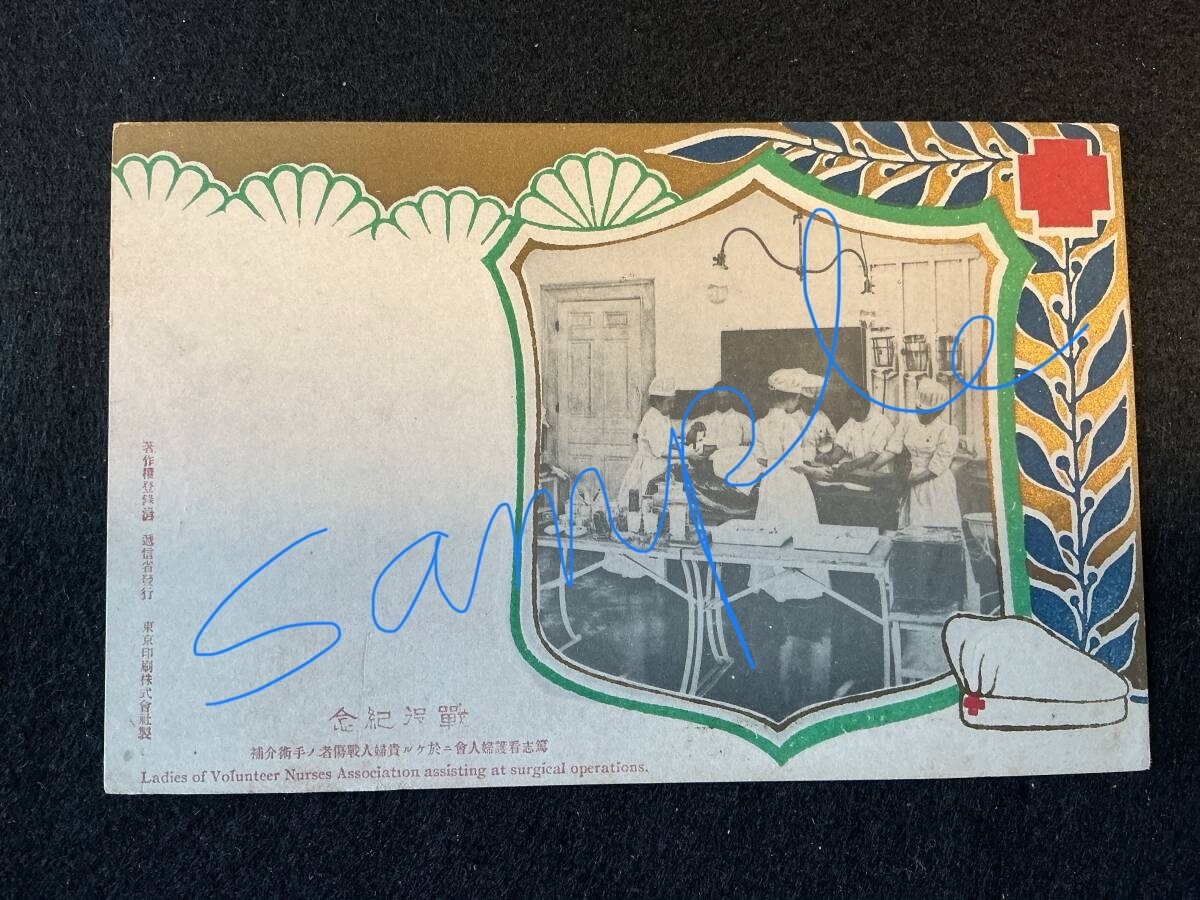 著作權登録濟 遞信省發行 東京印刷株式會社製
sample
念紀役戰
補介術手ノ者傷戰人婦貴ルケ於ニ會人婦護看志篤
Ladies of Volunteer Nurses Association assisting at surgical operations.